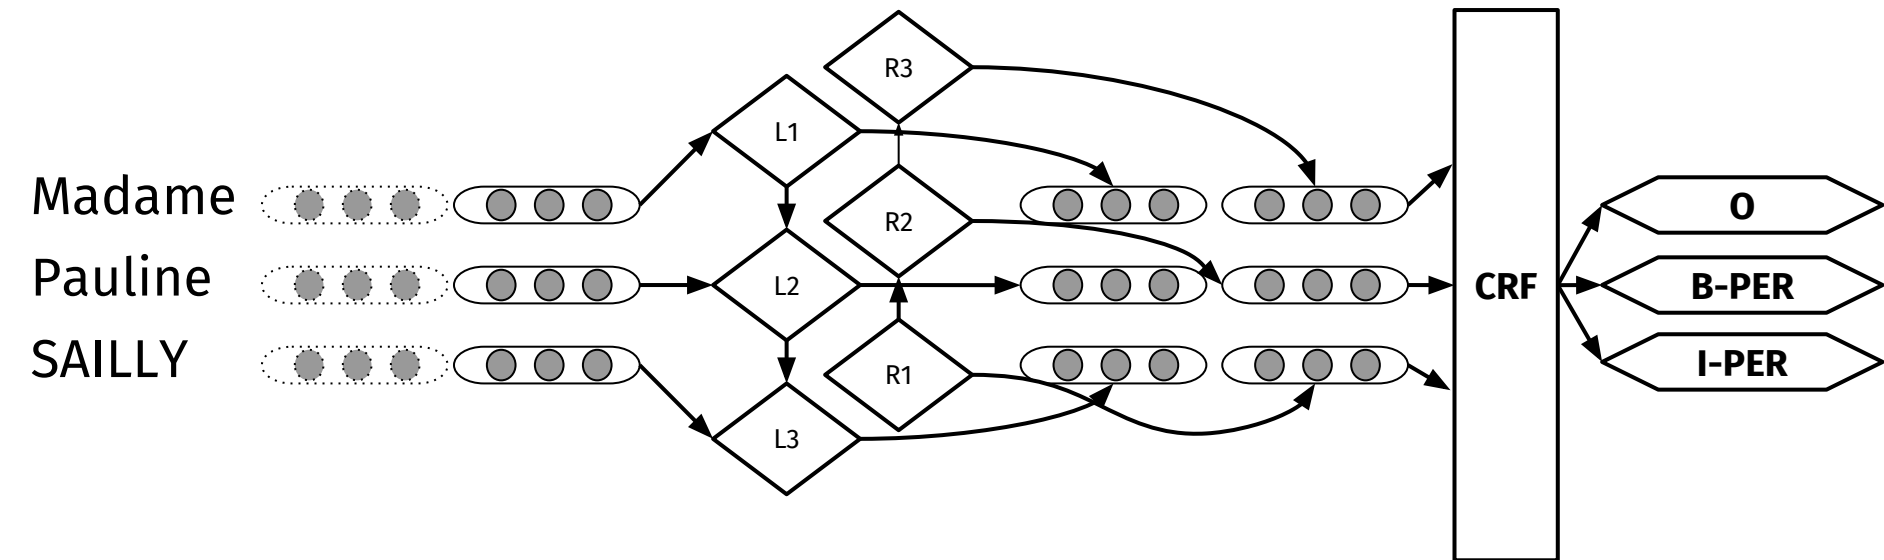 R3
L1
Madame
R2
O
Pauline
L2
CRF
B-PER
SAILLY
R1
I-PER
L3